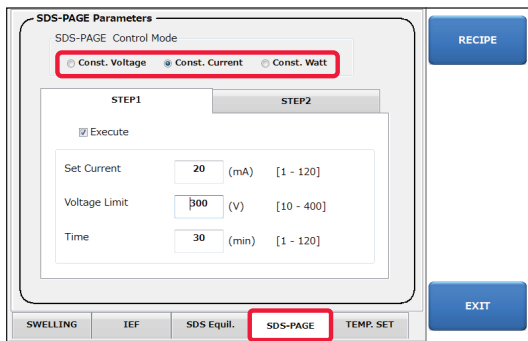 SDS-PAGE Parameters
SDS-PAGE Control Mode
Const. Voltage Const. Current Const. Watt
STEP1 STEP2
Execute
Set Current 20 (mA) [1 - 120]
Voltage Limit 300 (V) [10 - 400]
Time 30 (min) [1 - 120]
SWELLING IEF SDS Equil. SDS-PAGE TEMP. SET
RECIPE
EXIT